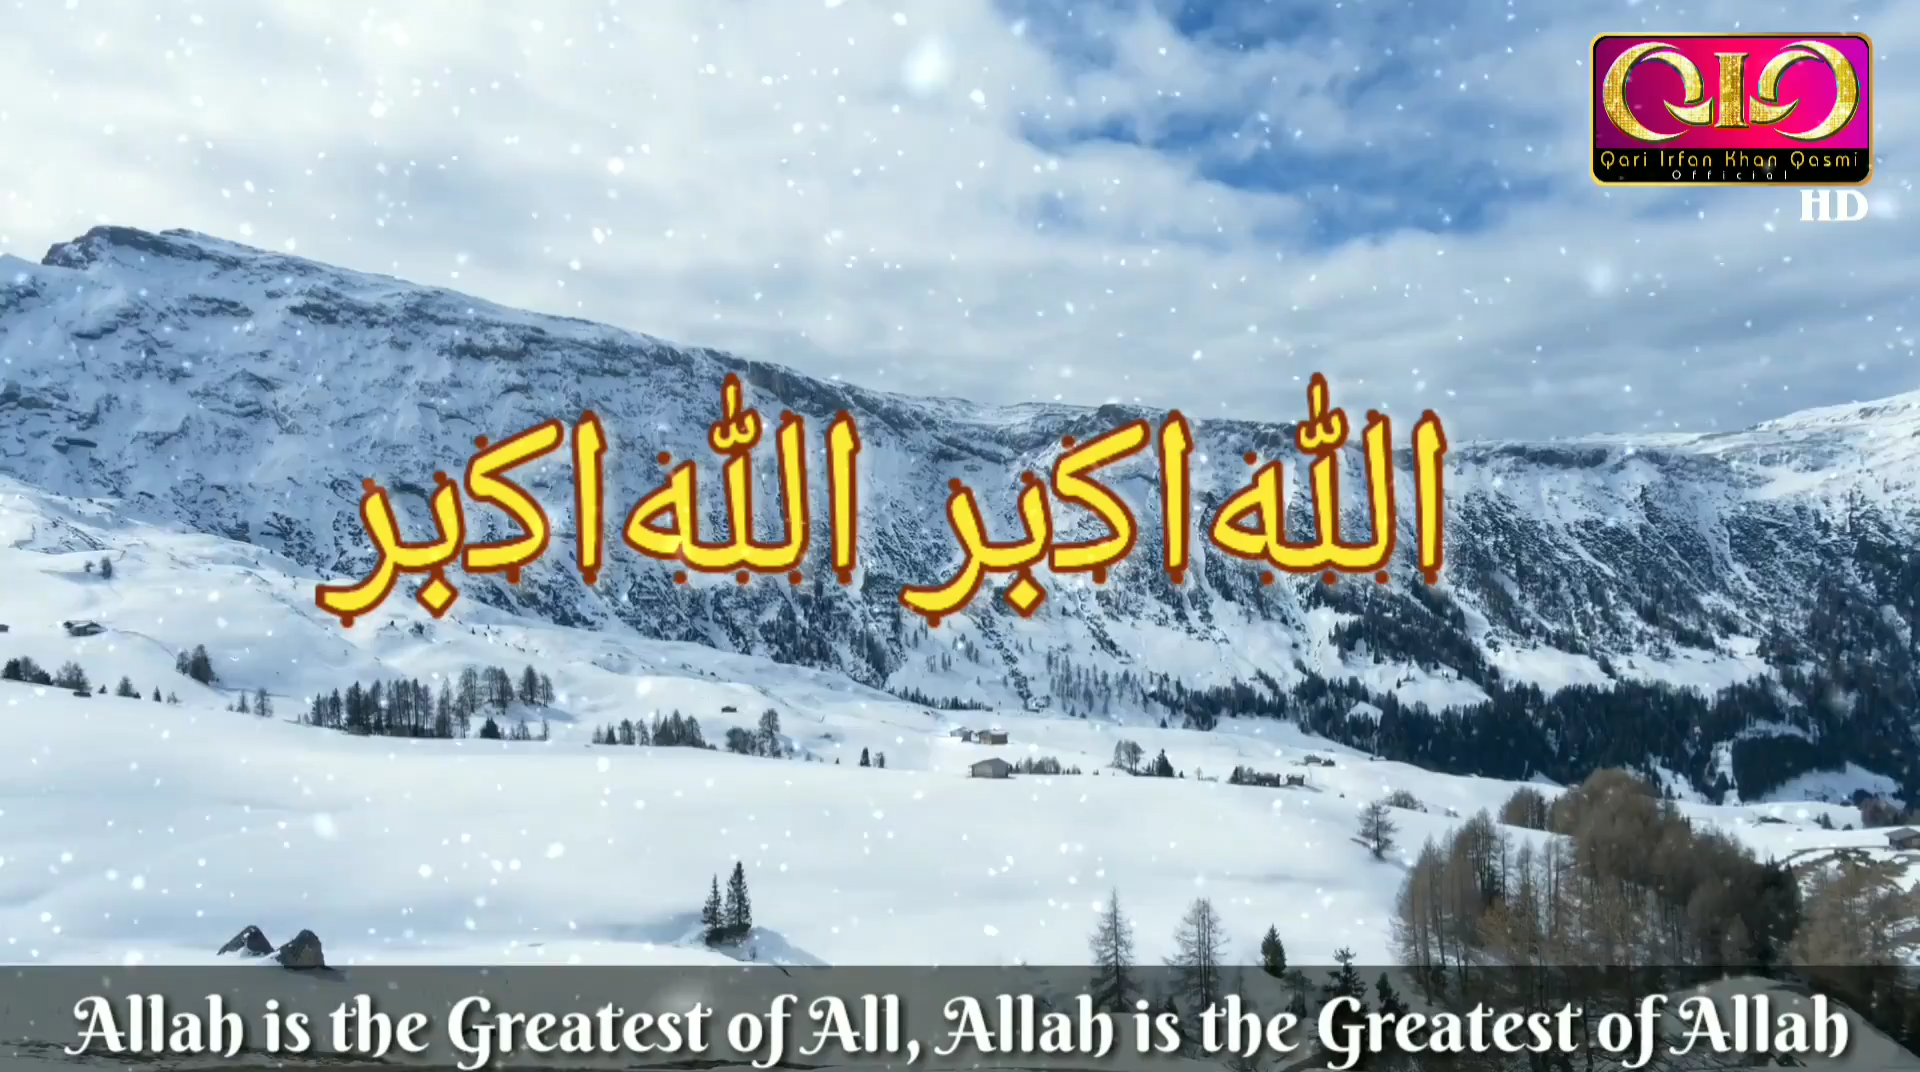 QIQ
Qari Irfan Khan Qasmi
Official
HD
الله اكبر الله اكبر
Allah is the Greatest of All, Allah is the Greatest of Allah